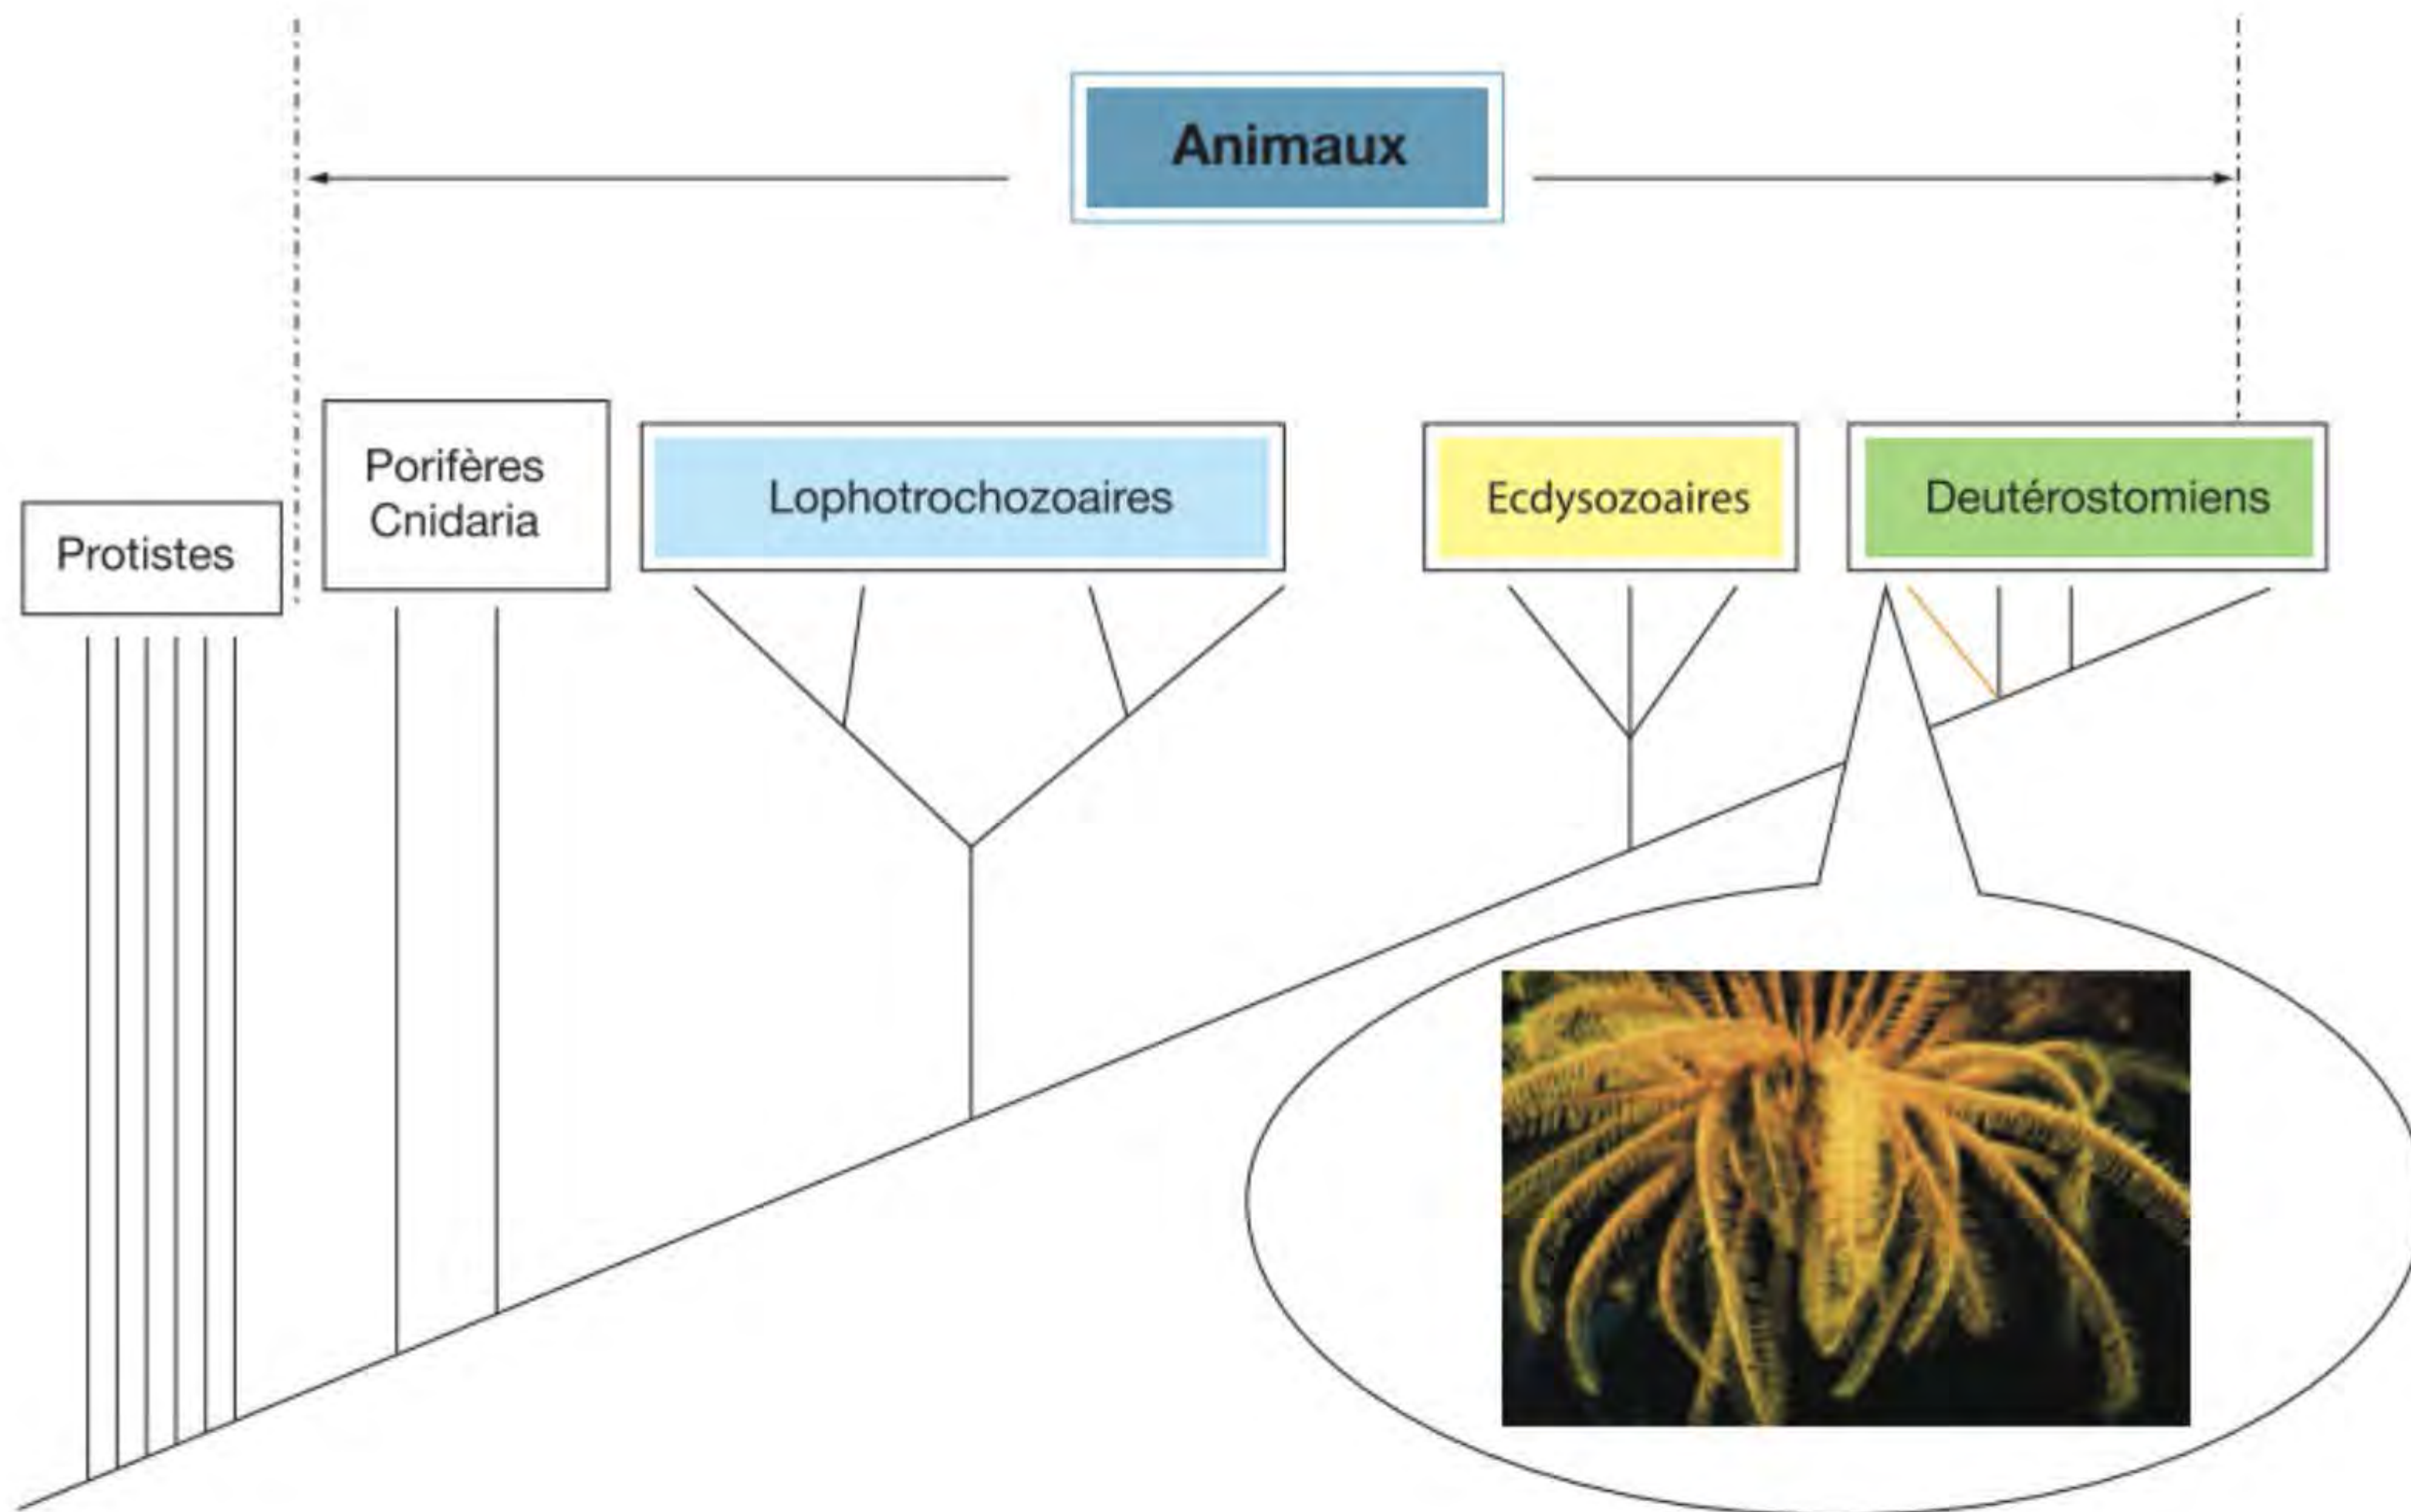 Animaux
Porifères
Cnidaria
Lophotrochozoaires
Ecdysozoaires
Deutérostomiens
Protistes